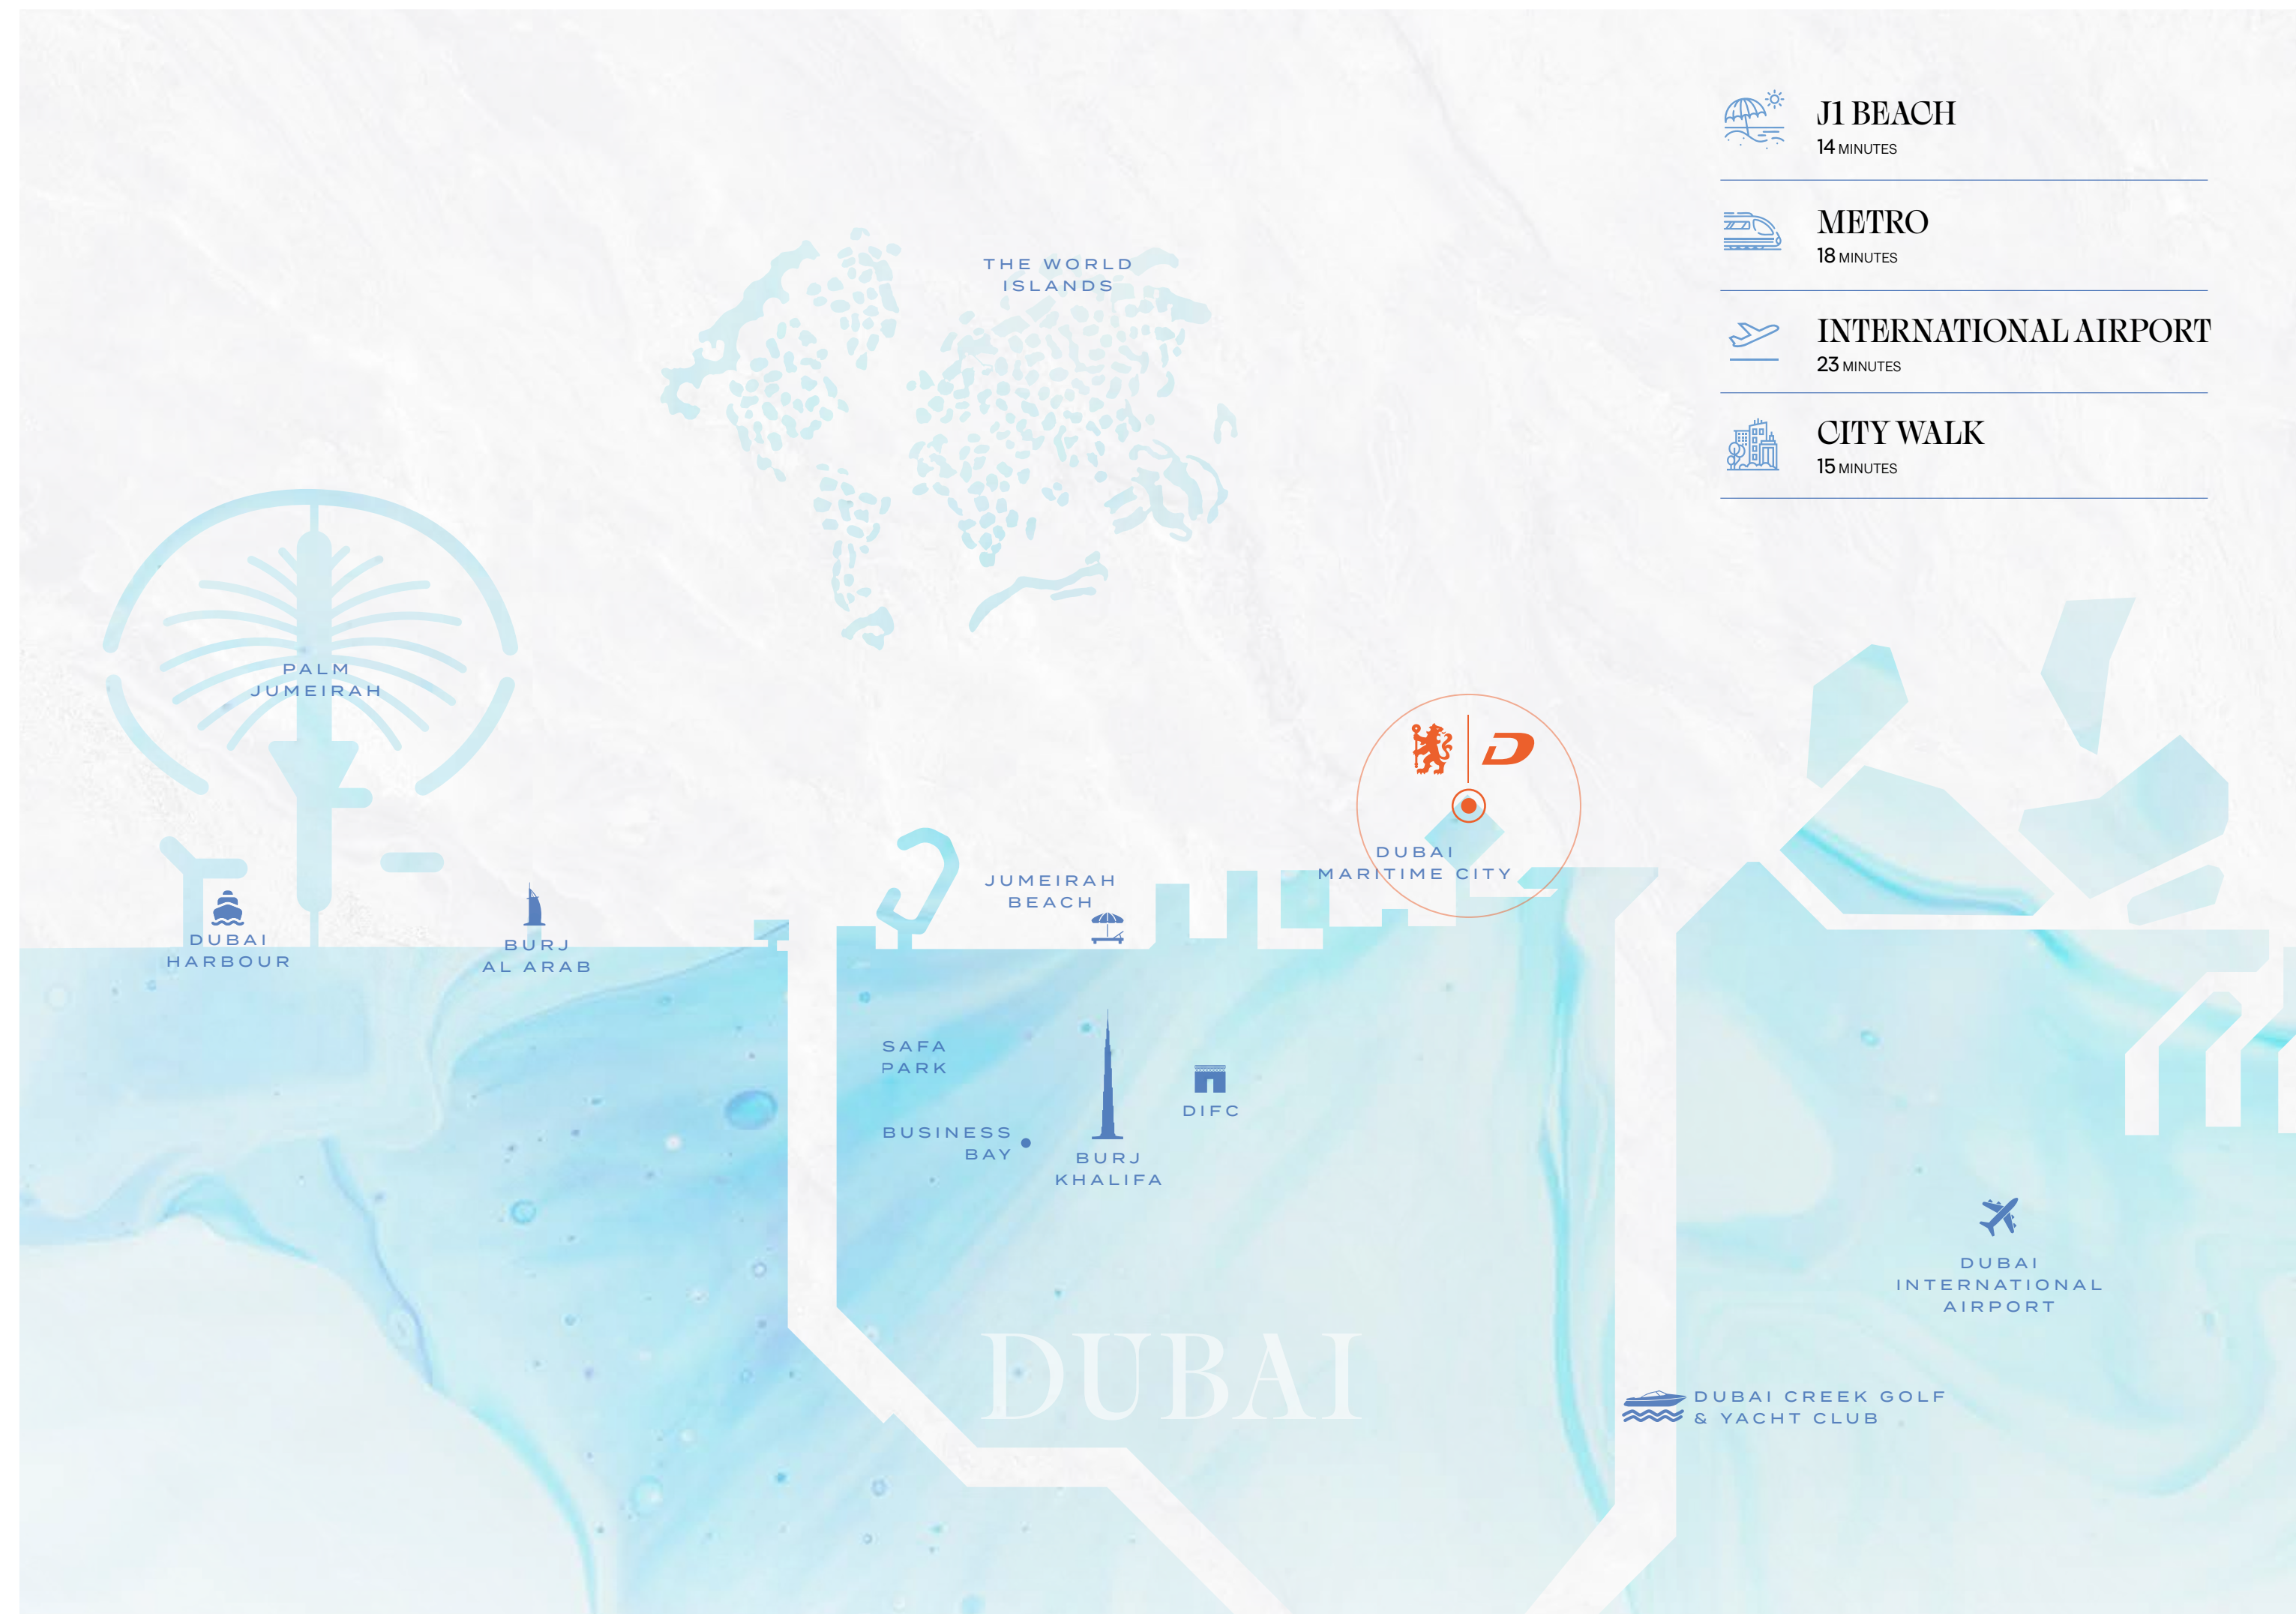 J1 BEACH
14 MINUTES
METRO
18 MINUTES
INTERNATIONAL AIRPORT
23 MINUTES
CITY WALK
15 MINUTES
THE WORLD
ISLANDS
PALM
JUMEIRAH
D
DUBAI
MARITIME CITY
JUMEIRAH
BEACH
DUBAI
HARBOUR
BURJ
AL ARAB
SAFA
PARK
DIFC
BUSINESS
BAY
BURJ
KHALIFA
DUBAI
INTERNATIONAL
AIRPORT
DUBAI
DUBAI CREEK GOLF
& YACHT CLUB